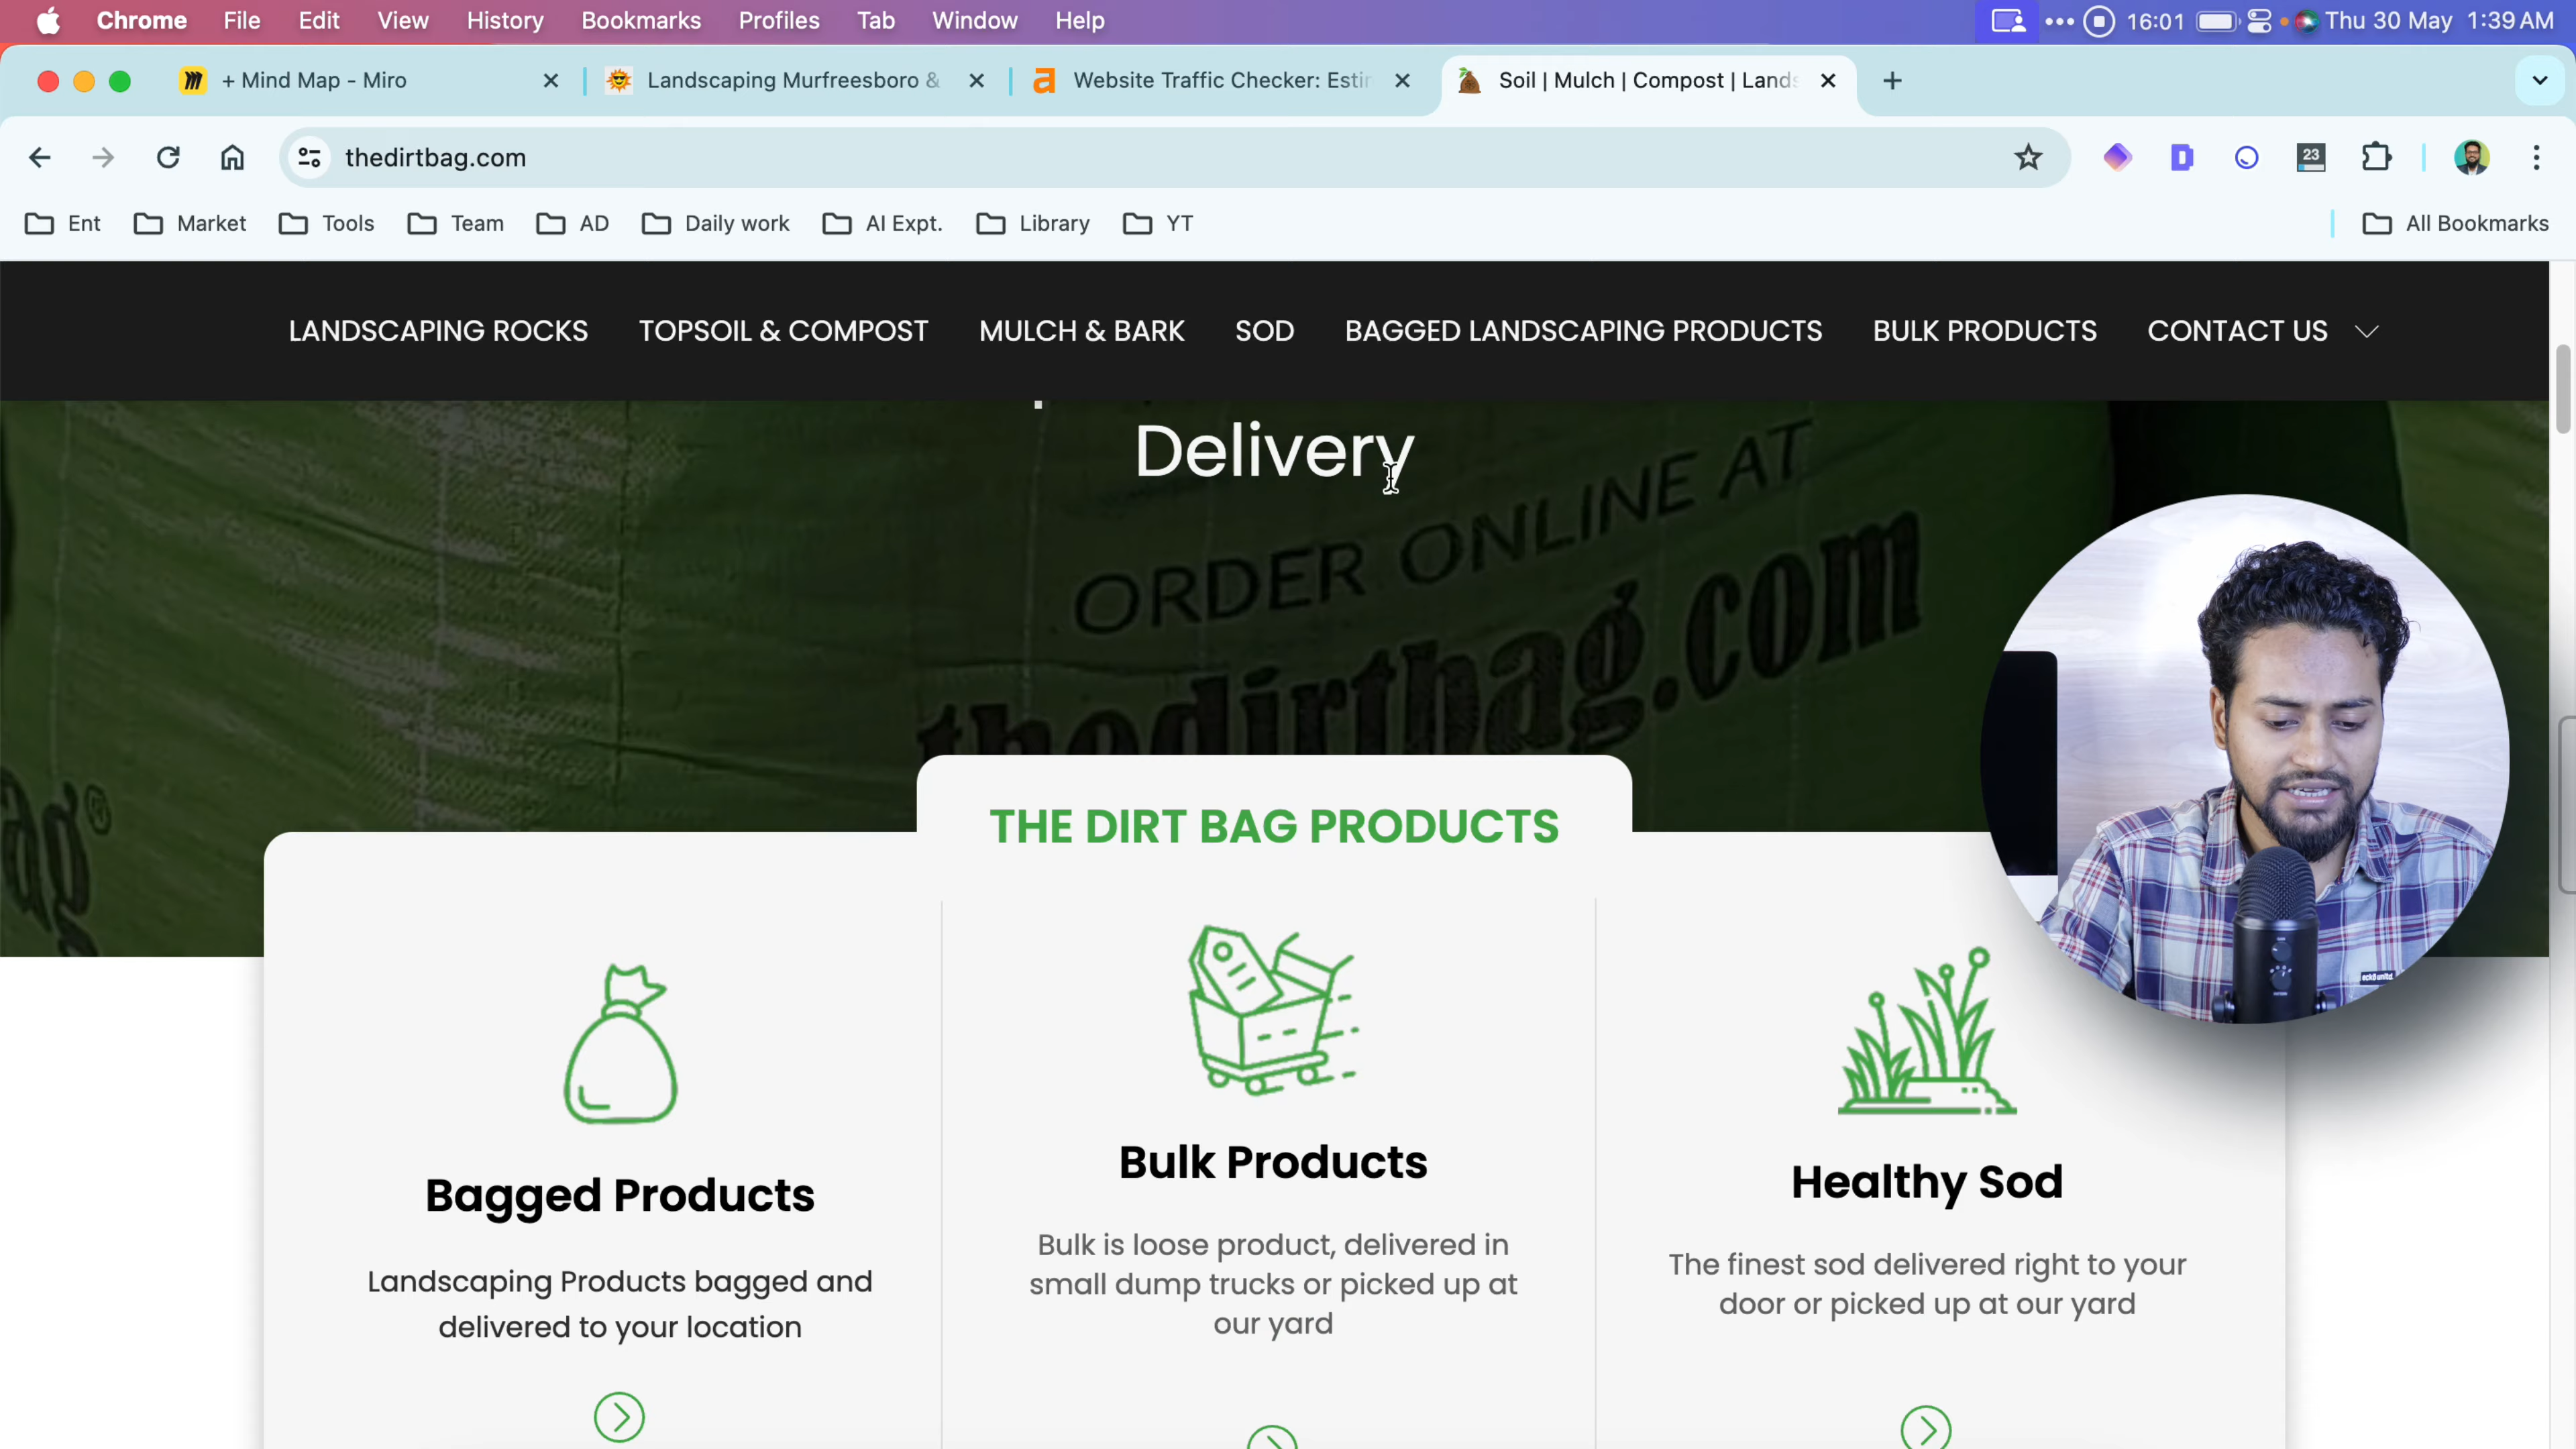 Chrome File Edit View History Bookmarks Profiles Tab Window Help 16:01 Thu 30 May 1:39 AM
+ Mind Map - Miro Landscaping Murfreesboro & Website Traffic Checker: Estin Soil | Mulch | Compost | Lands
thedirtbag.com 23
Ent Market Tools Team AD Daily work AI Expt. Library YT All Bookmarks
LANDSCAPING ROCKS TOPSOIL & COMPOST MULCH & BARK SOD BAGGED LANDSCAPING PRODUCTS BULK PRODUCTS CONTACT US
Delivery
ORDER ONLINE AT
thedirtbag.com
ag®
THE DIRT BAG PRODUCTS
Bagged Products
Landscaping Products bagged and
delivered to your location
Bulk Products
Bulk is loose product, delivered in
small dump trucks or picked up at
our yard
Healthy Sod
The finest sod delivered right to your
door or picked up at our yard